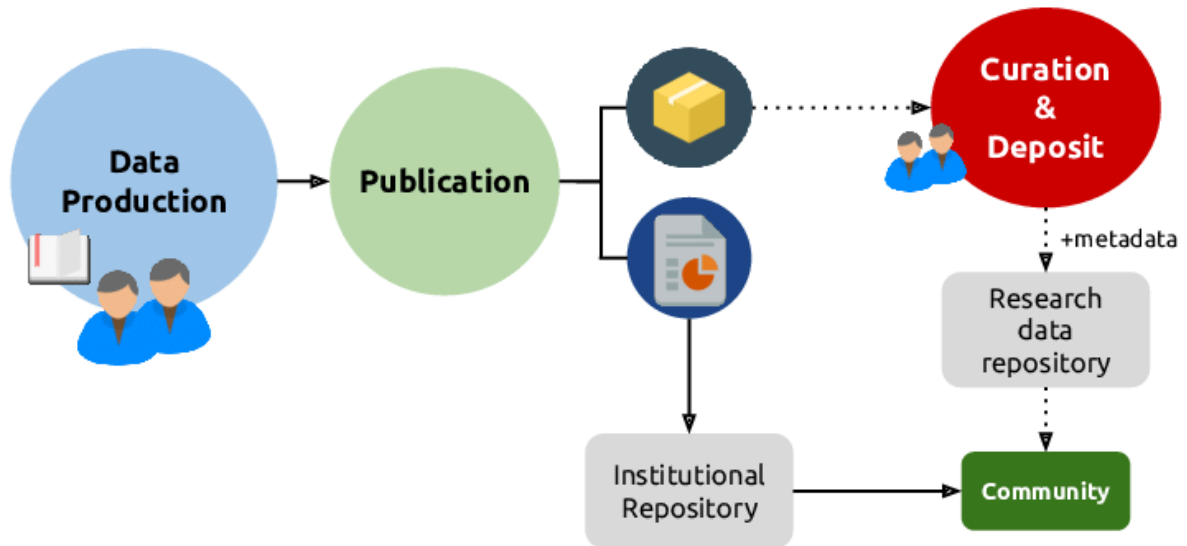 Data
Production
Publication
Curation
&
Deposit
+metadata
Research
data
repository
Institutional
Repository
Community